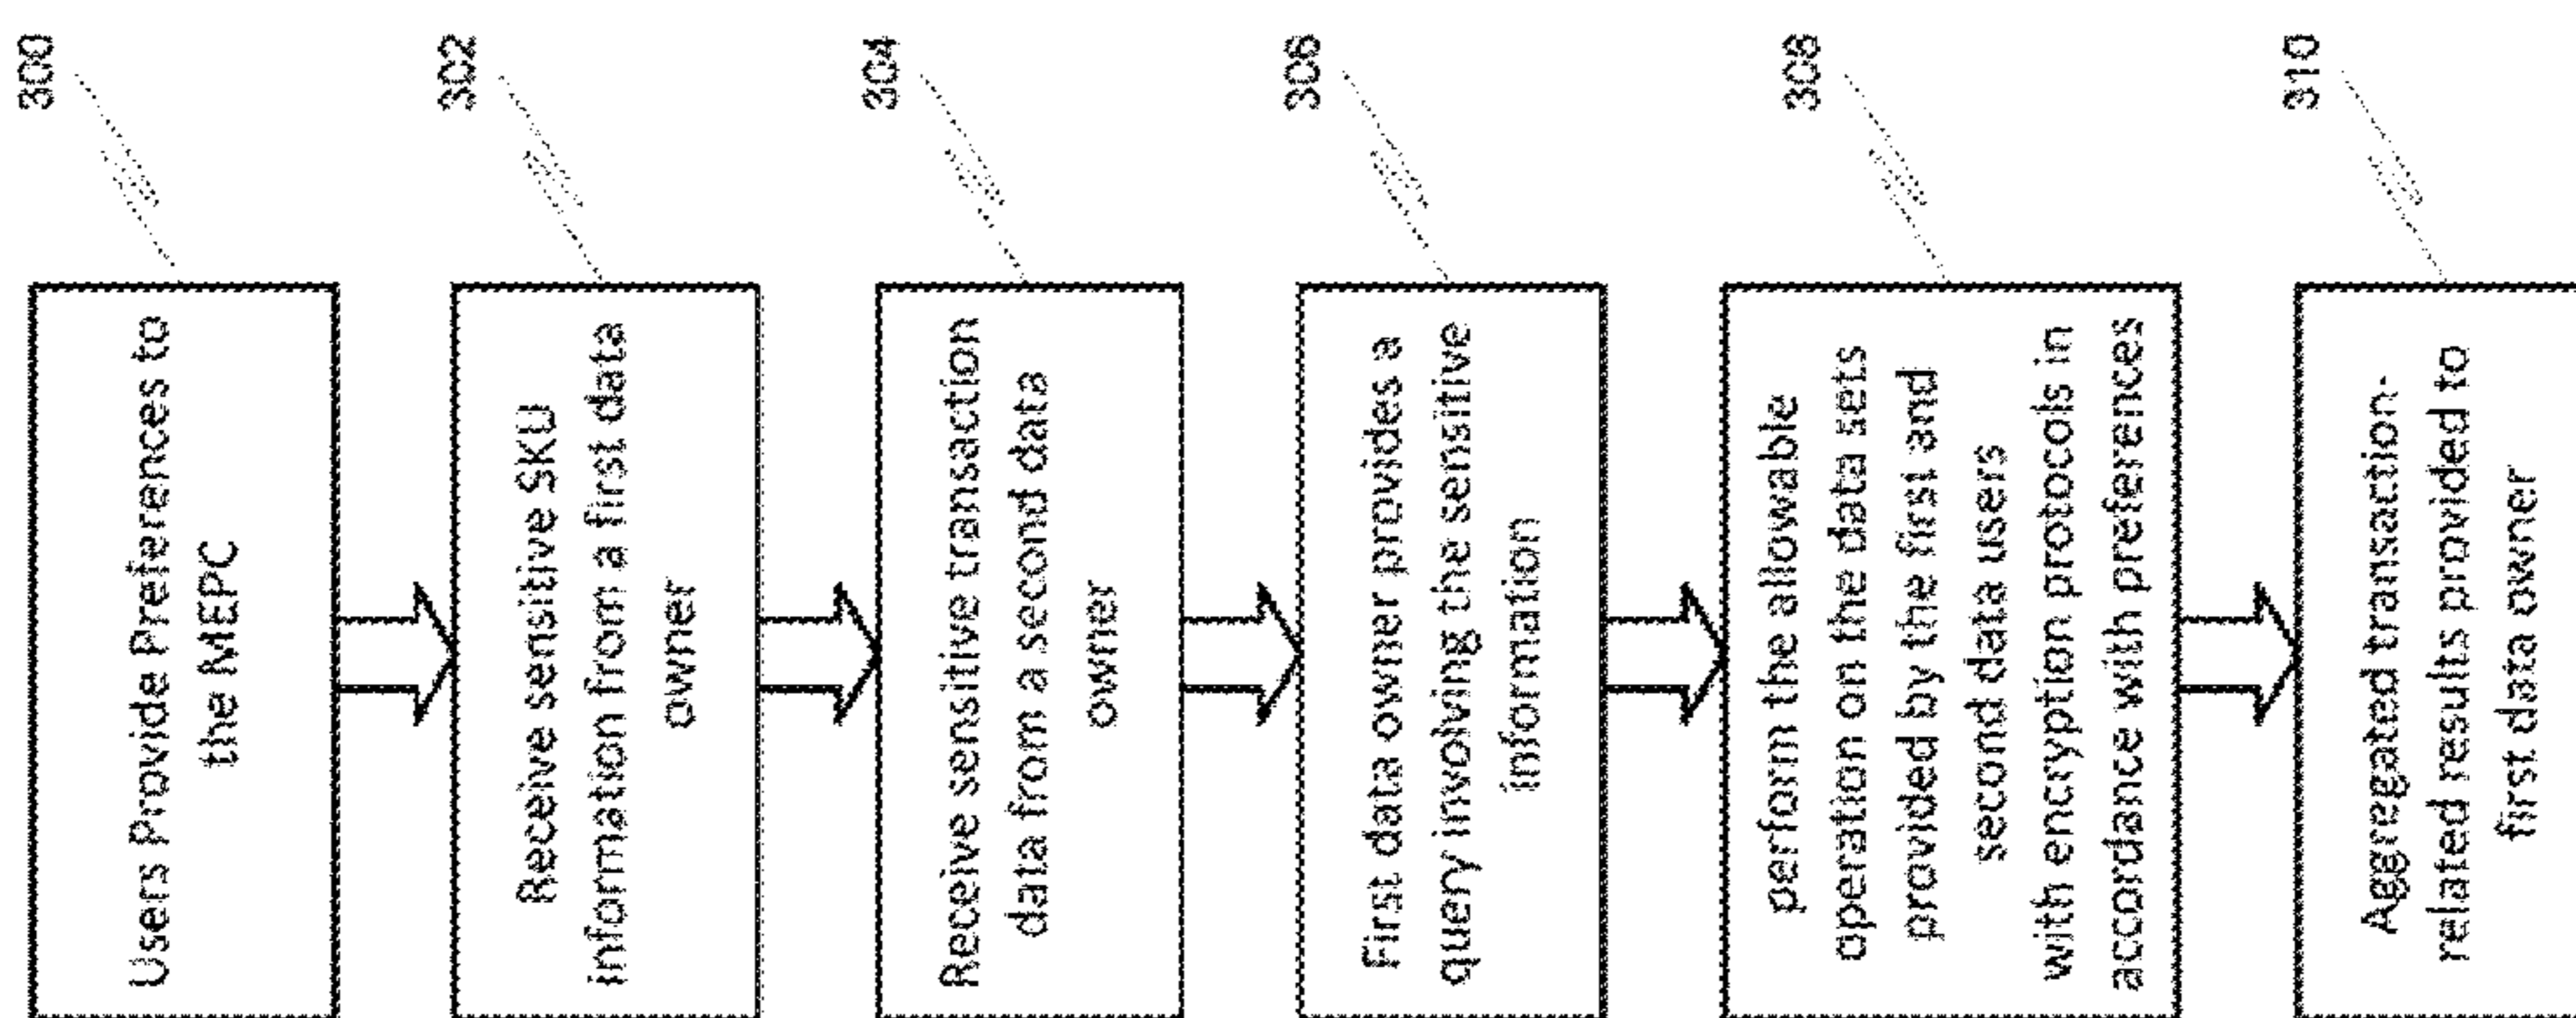 300
Users Provide Preferences to
the MEPC
302
Receive sensitive SKU
information from a first data
owner
304
Receive sensitive transaction
data from a second data
owner
306
First data owner provides a
query involving the sensitive
information
308
perform the allowable
operation on the data sets
provided by the first and
second data users
with encryption protocols in
accordance with preferences
310
Aggregated transaction-
related results provided to
first data owner